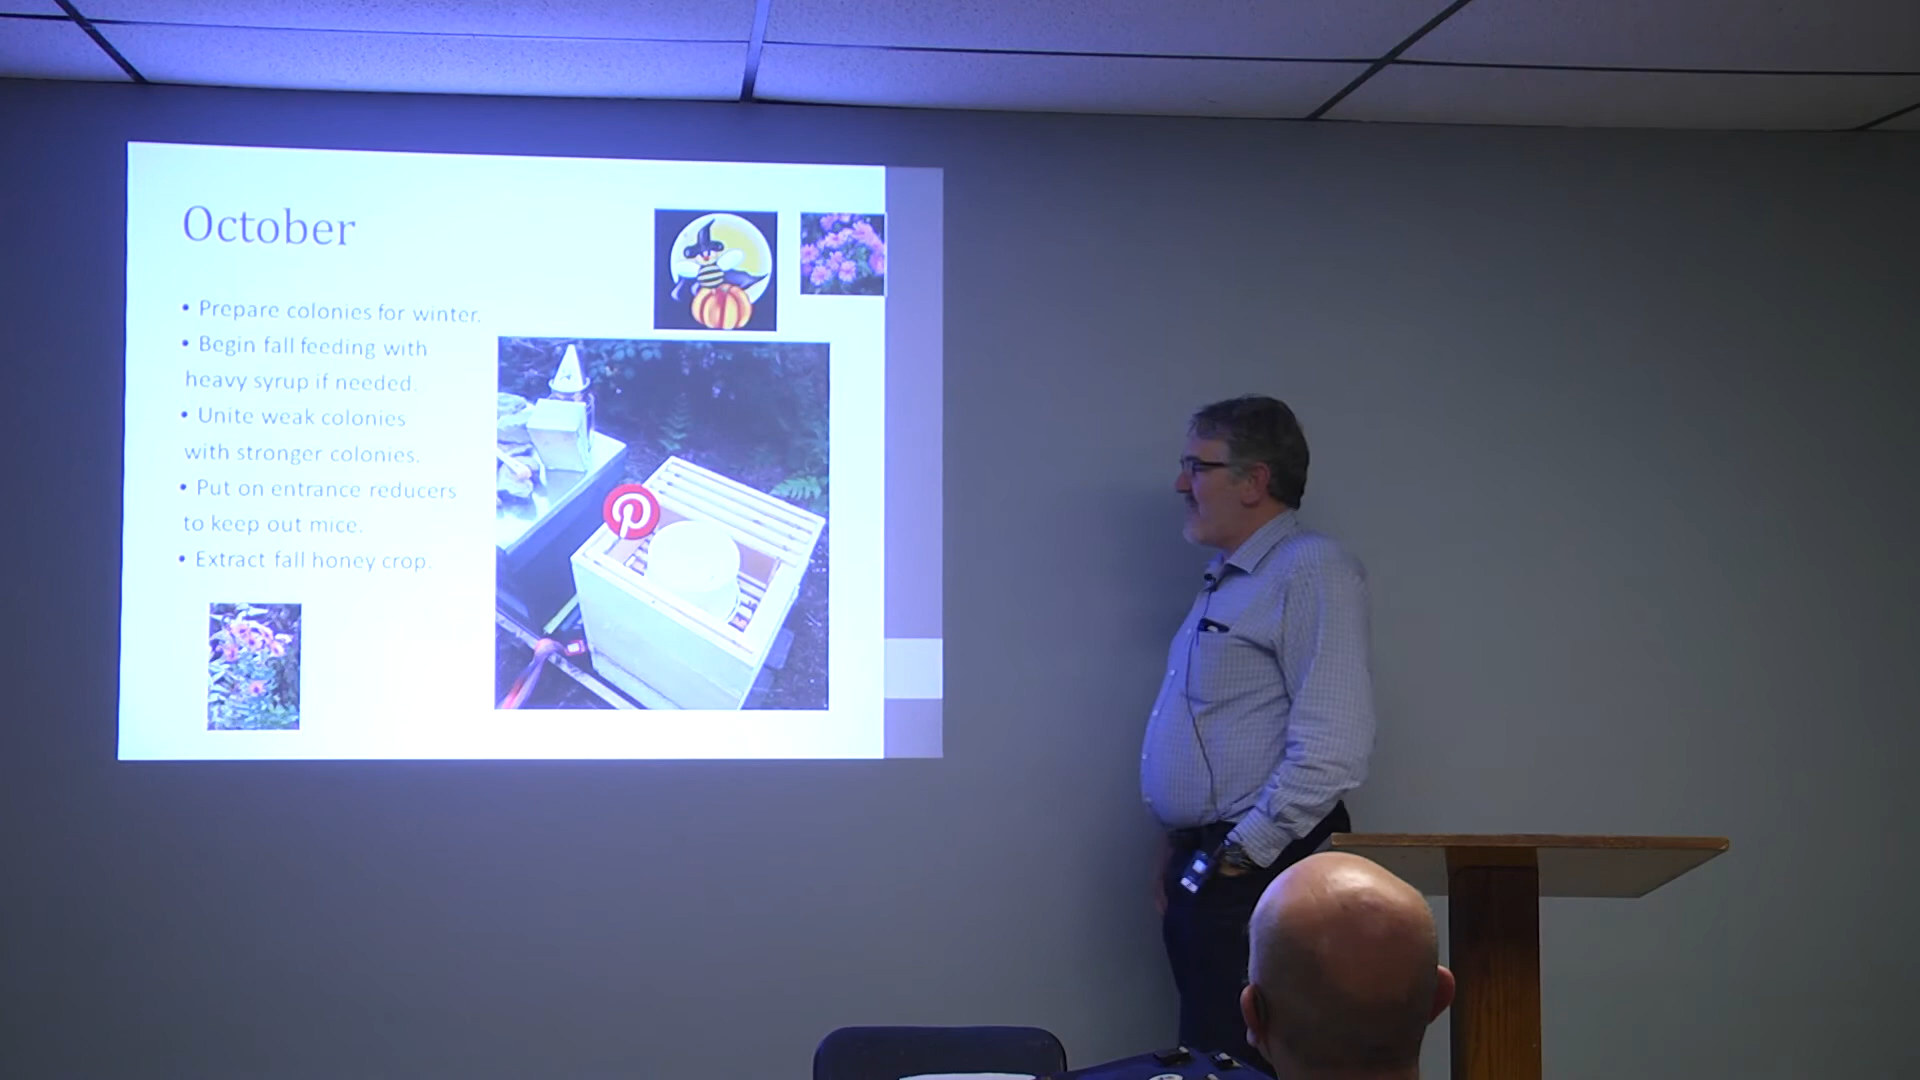 October
• Prepare colonies for winter.
• Begin fall feeding with
heavy syrup if needed.
• Unite weak colonies
with stronger colonies.
• Put on entrance reducers
to keep out mice.
• Extract fall honey crop.